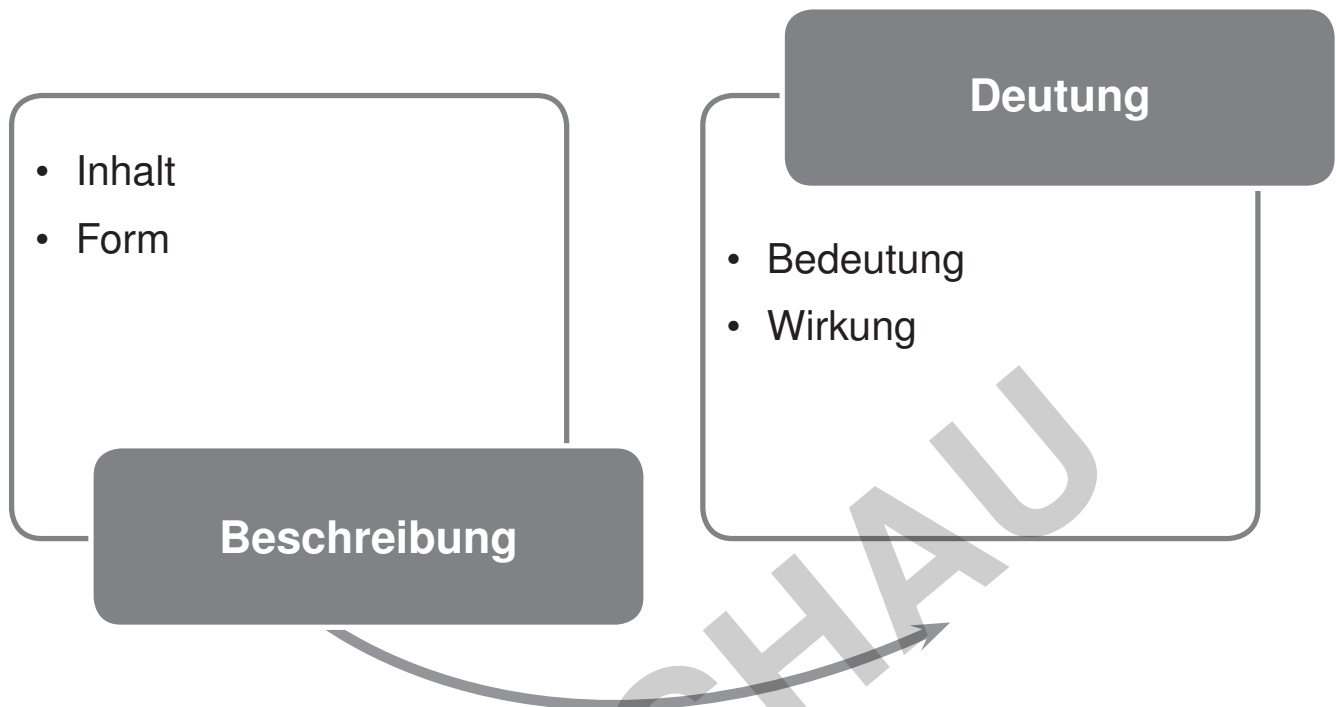 Deutung
• Inhalt
• Form
• Bedeutung
• Wirkung
Beschreibung
CHAU